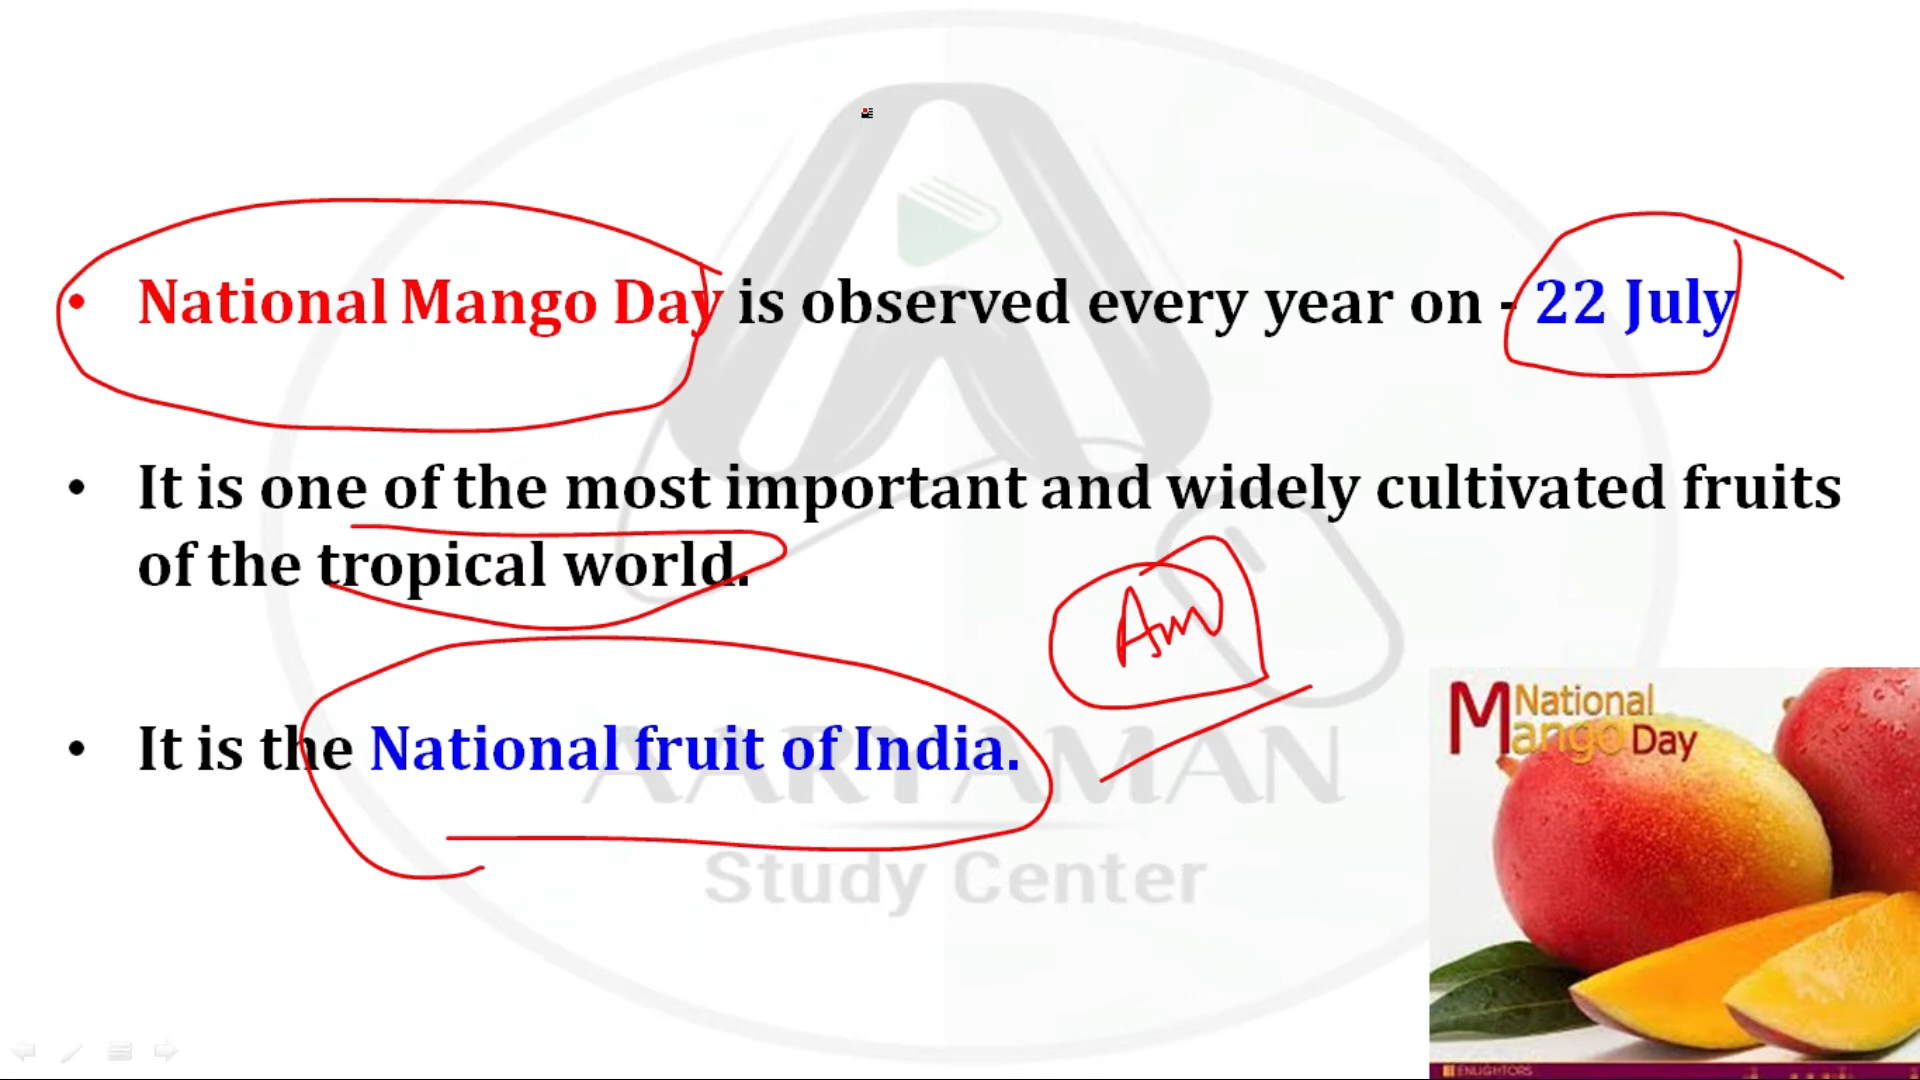 • National Mango Day is observed every year on - 22 July
• It is one of the most important and widely cultivated fruits
of the tropical world.
Am
• It is the National fruit of India.
AARYAMAN
Study Center
National
Mango Day
ENLIGHTORS